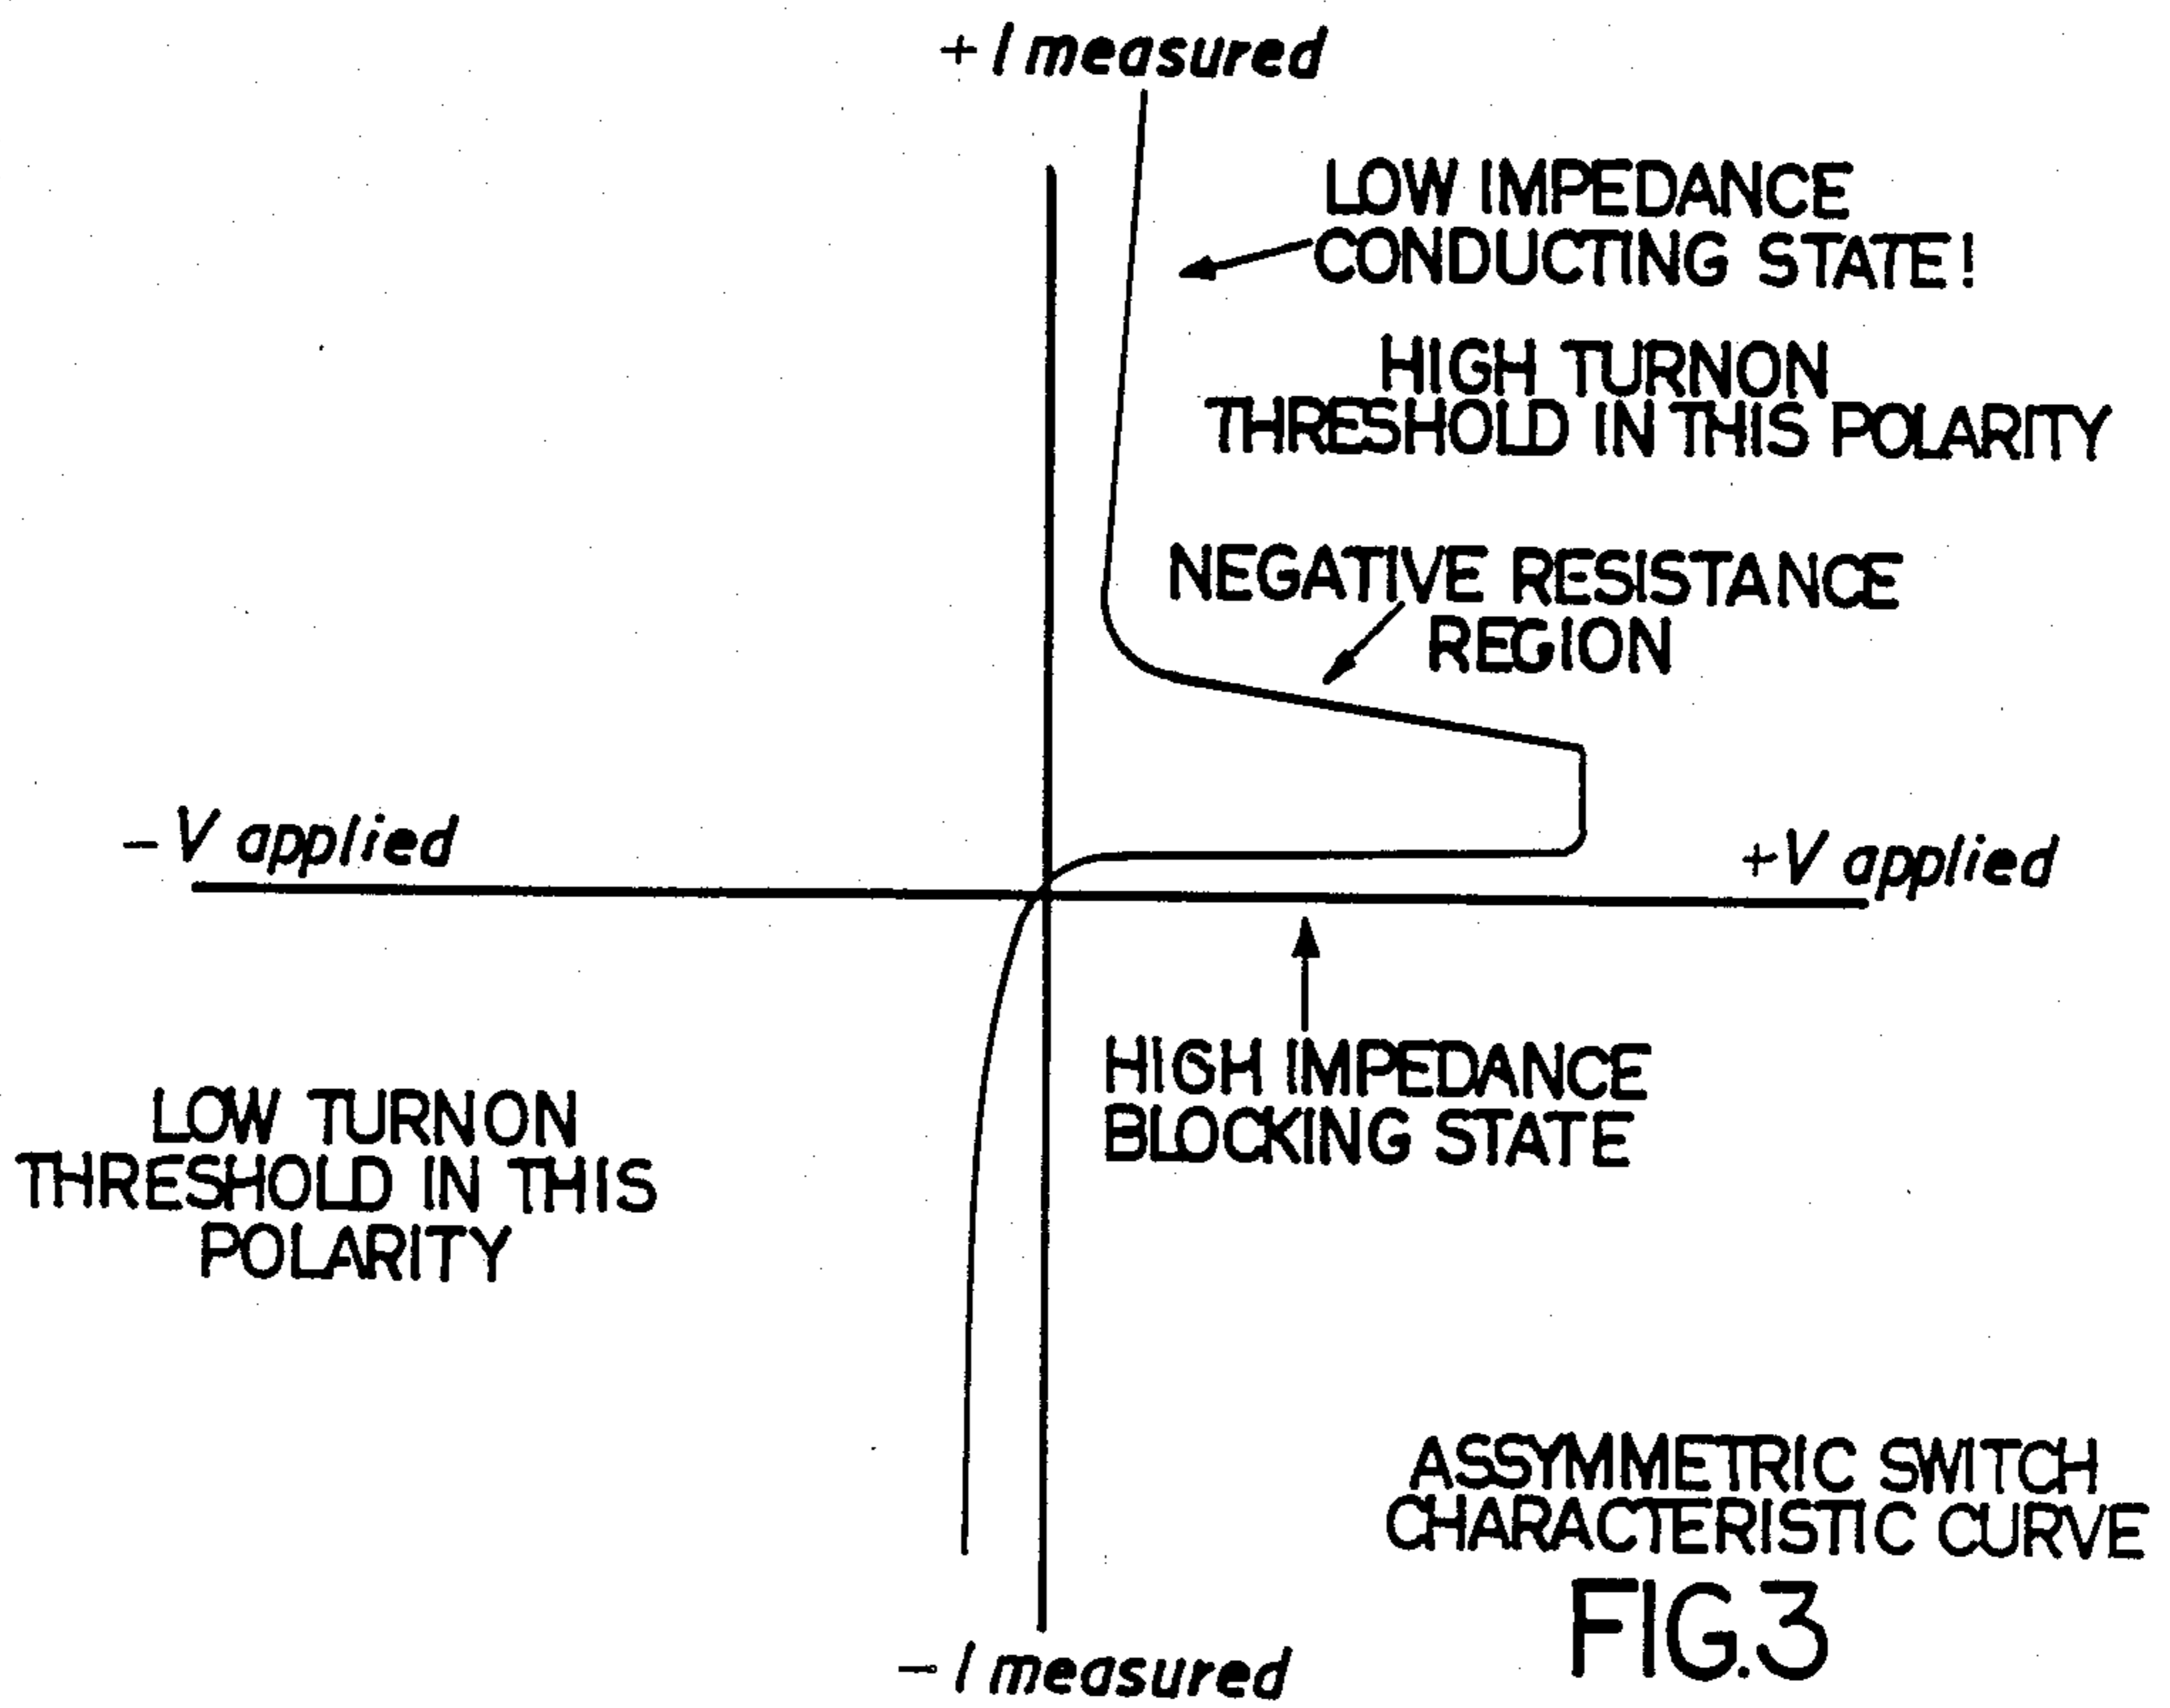 + I measured
LOW IMPEDANCE
CONDUCTING STATE!
HIGH TURNON
THRESHOLD IN THIS POLARITY
NEGATIVE RESISTANCE
REGION
– V applied
+V applied
HIGH IMPEDANCE
BLOCKING STATE
LOW TURNON
THRESHOLD IN THIS
POLARITY
ASSYMMETRIC SWITCH
CHARACTERISTIC CURVE
FIG.3
– I measured